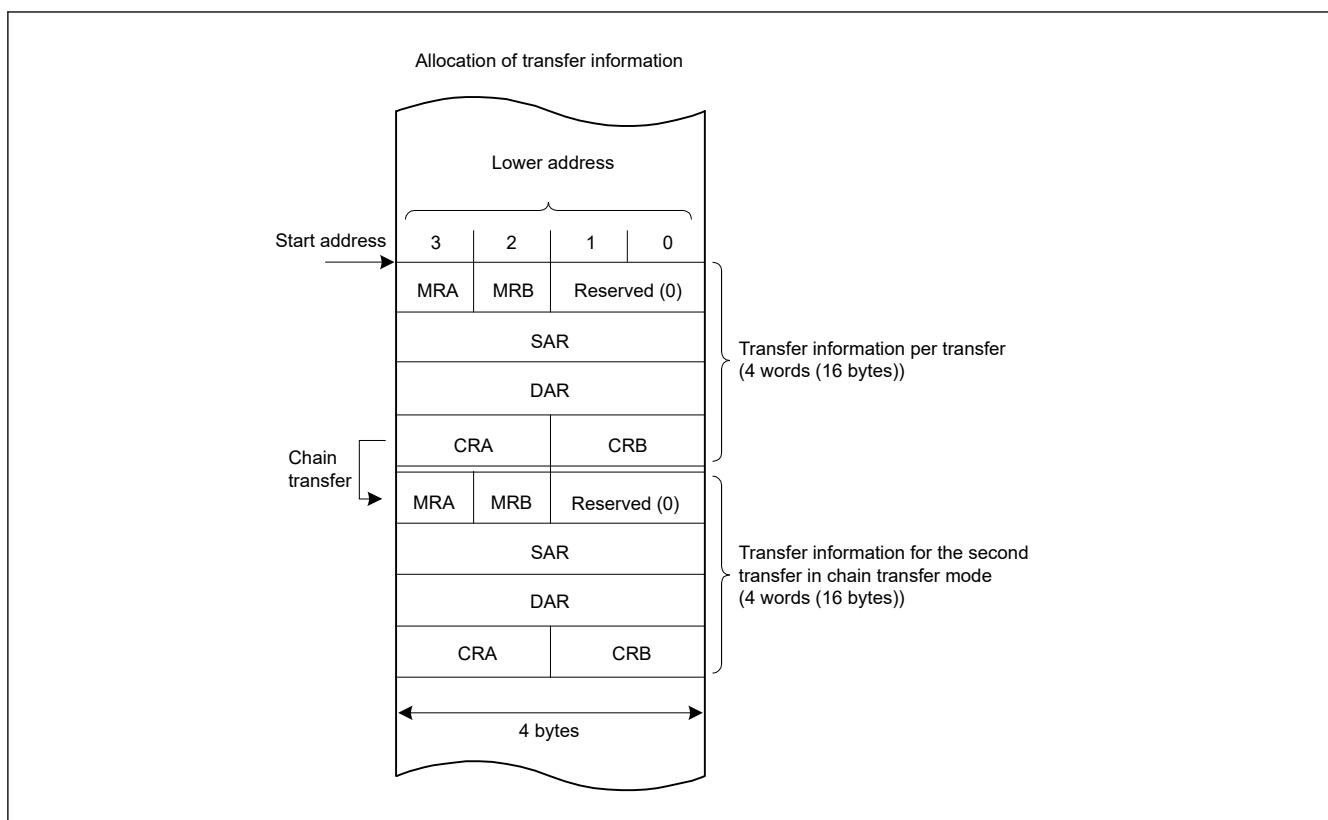 Allocation of transfer information
Lower address
Start address
3 2 1 0
MRA MRB Reserved (0)
SAR
DAR
CRA CRB
Transfer information per transfer
(4 words (16 bytes))
Chain
transfer
MRA MRB Reserved (0)
SAR
DAR
CRA CRB
Transfer information for the second
transfer in chain transfer mode
(4 words (16 bytes))
4 bytes